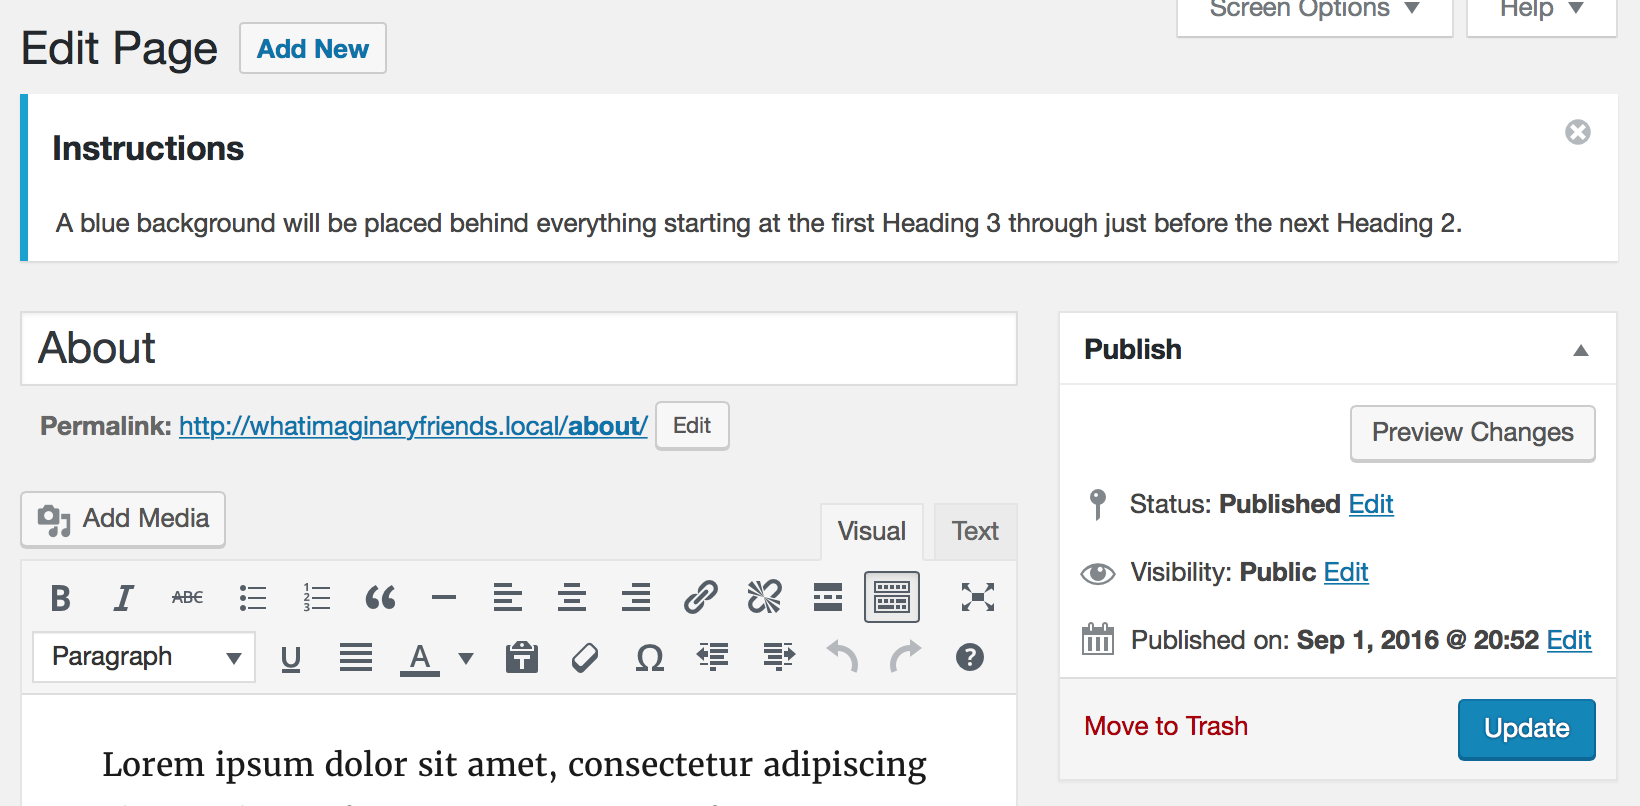 Screen Options
Help
Edit Page
Add New
Instructions
A blue background will be placed behind everything starting at the first Heading 3 through just before the next Heading 2.
About
Permalink: http://whatimaginaryfriends.local/about/ Edit
Add Media
Visual
Text
B I ABC
Paragraph
U A T Ω ?
Lorem ipsum dolor sit amet, consectetur adipiscing
Publish
Preview Changes
Status: Published Edit
Visibility: Public Edit
Published on: Sep 1, 2016 @ 20:52 Edit
Move to Trash
Update